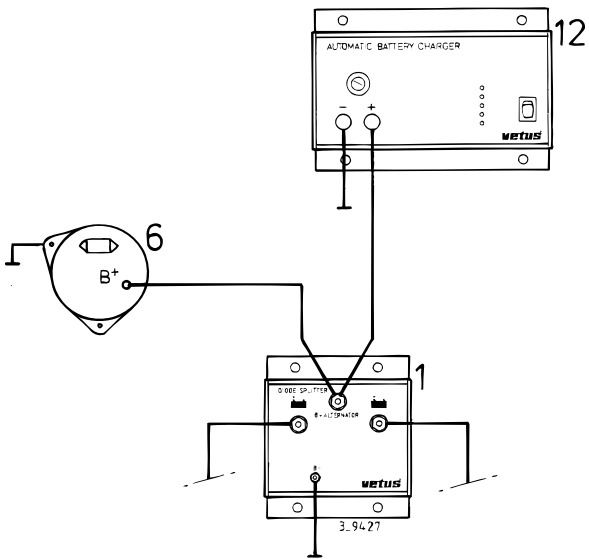 12
AUTOMATIC BATTERY CHARGER
- +
vetus
6
B+
1
DIODE SPLITTER
B+ALTERNATOR
B-
vetus
3_9427